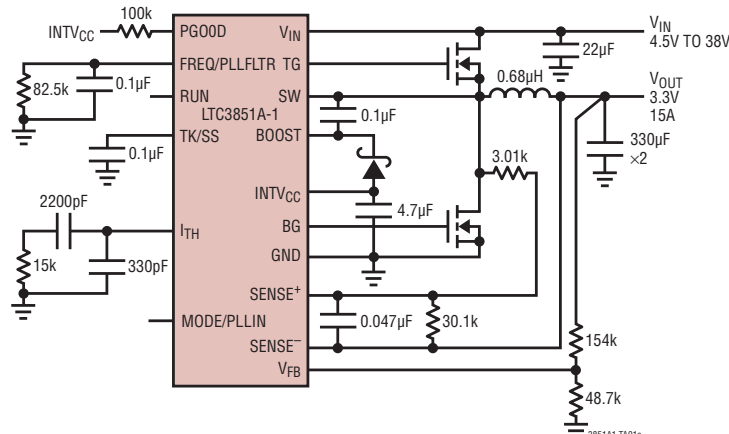 100k
INTVCC
PGOOD
VIN
VIN
4.5V TO 38V
22µF
FREQ/PLLFLTR
TG
0.1µF
82.5k
0.68µH
RUN
SW
VOUT
3.3V
15A
LTC3851A-1
0.1µF
TK/SS
BOOST
0.1µF
330µF
×2
3.01k
2200pF
INTVCC
4.7µF
ITH
BG
15k
330pF
GND
SENSE+
MODE/PLLIN
0.047µF
30.1k
SENSE–
154k
VFB
48.7k
3851A1 TA01a